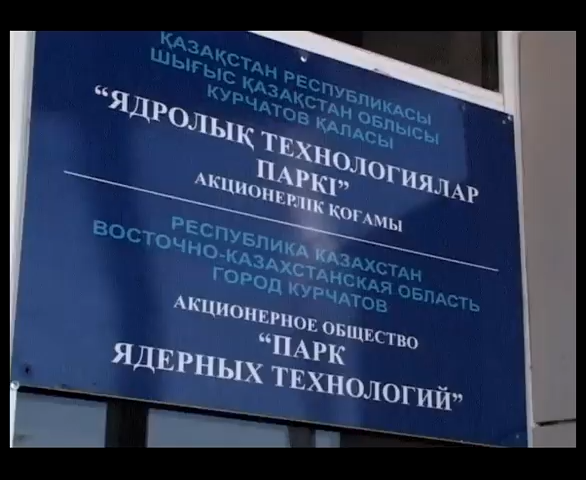 ҚАЗАҚСТАН РЕСПУБЛИКАСЫ
ШЫҒЫС ҚАЗАҚСТАН ОБЛЫСЫ
КУРЧАТОВ ҚАЛАСЫ
“ЯДРОЛЫҚ ТЕХНОЛОГИЯЛАР
ПАРКІ”
АКЦИОНЕРЛІК ҚОҒАМЫ
РЕСПУБЛИКА КАЗАХСТАН
ВОСТОЧНО-КАЗАХСТАНСКАЯ ОБЛАСТЬ
ГОРОД КУРЧАТОВ
АКЦИОНЕРНОЕ ОБЩЕСТВО
“ПАРК
ЯДЕРНЫХ ТЕХНОЛОГИЙ”